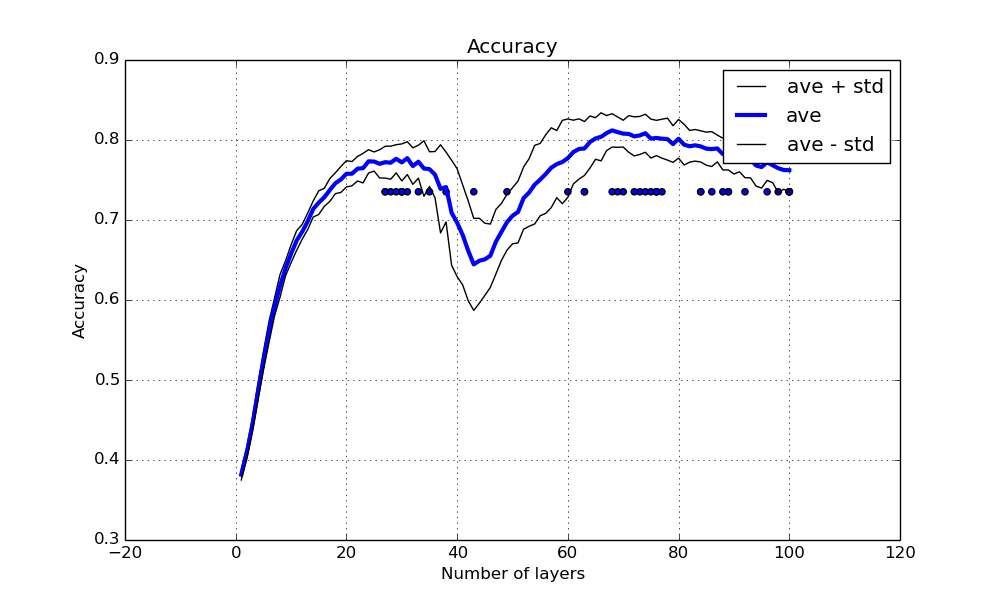 Accuracy
0.9
0.8
0.7
0.6
0.5
0.4
0.3
Accuracy
ave + std
ave
ave - std
−20 0 20 40 60 80 100 120
Number of layers